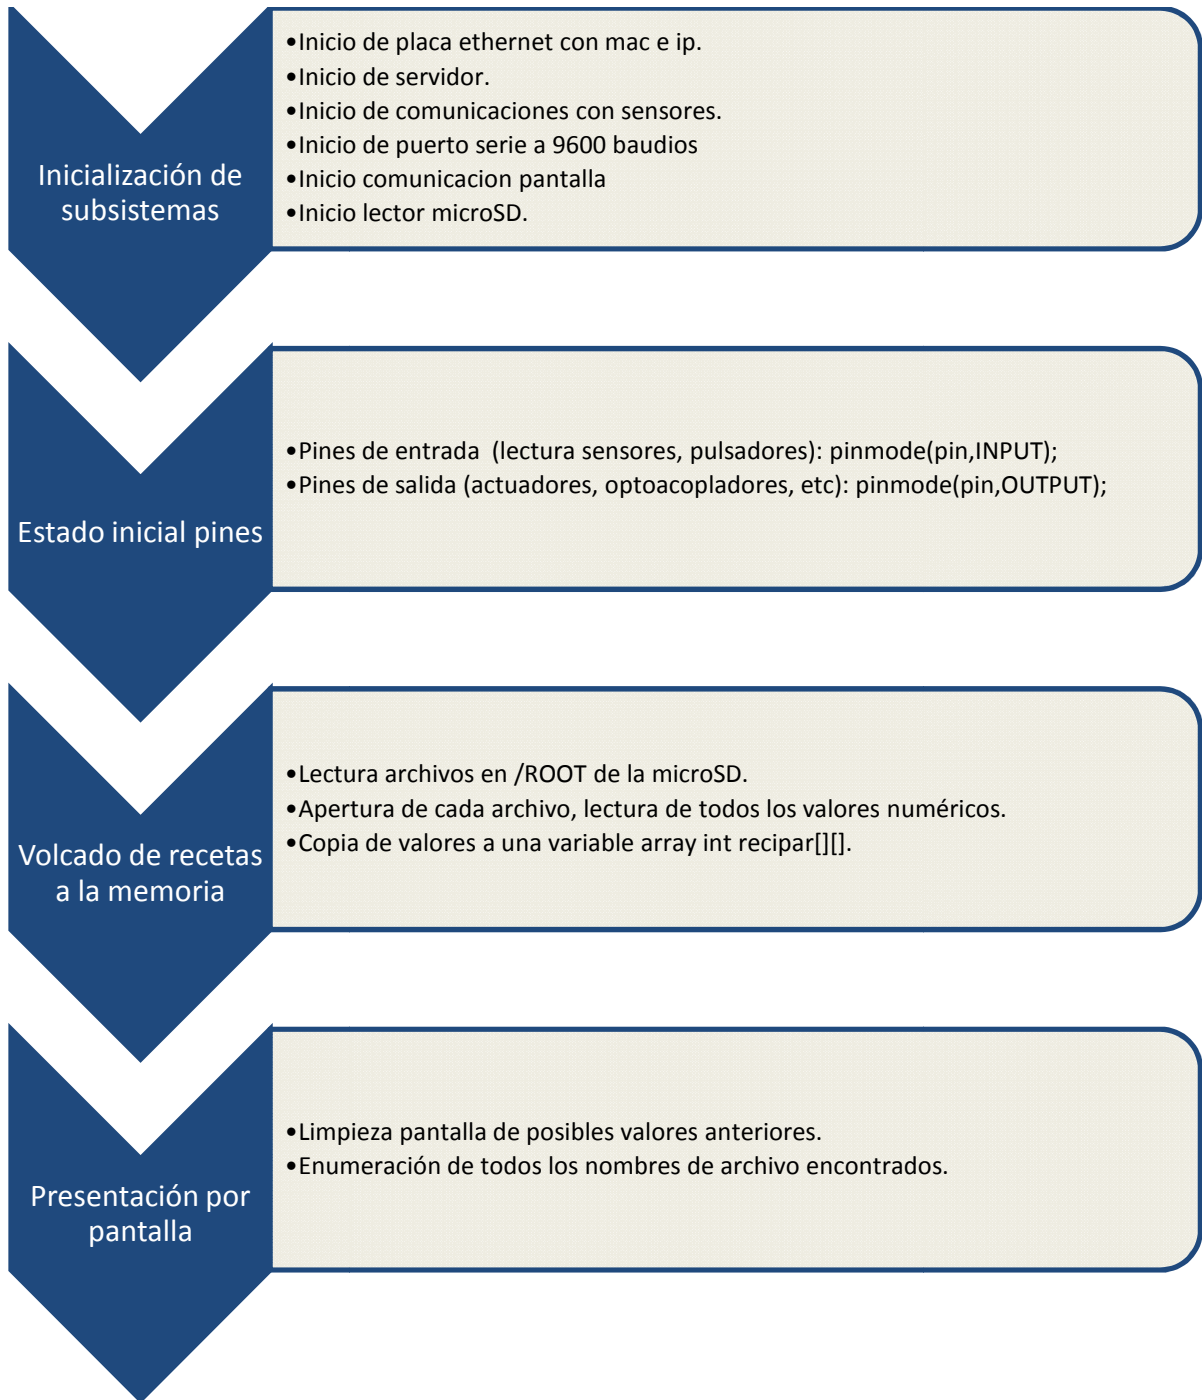 Inicialización de
subsistemas
•Inicio de placa ethernet con mac e ip.
•Inicio de servidor.
•Inicio de comunicaciones con sensores.
•Inicio de puerto serie a 9600 baudios
•Inicio comunicacion pantalla
•Inicio lector microSD.
Estado inicial pines
•Pines de entrada  (lectura sensores, pulsadores): pinmode(pin,INPUT);
•Pines de salida (actuadores, optoacopladores, etc): pinmode(pin,OUTPUT);
Volcado de recetas
a la memoria
•Lectura archivos en /ROOT de la microSD.
•Apertura de cada archivo, lectura de todos los valores numéricos.
•Copia de valores a una variable array int recipar[][].
Presentación por
pantalla
•Limpieza pantalla de posibles valores anteriores.
•Enumeración de todos los nombres de archivo encontrados.